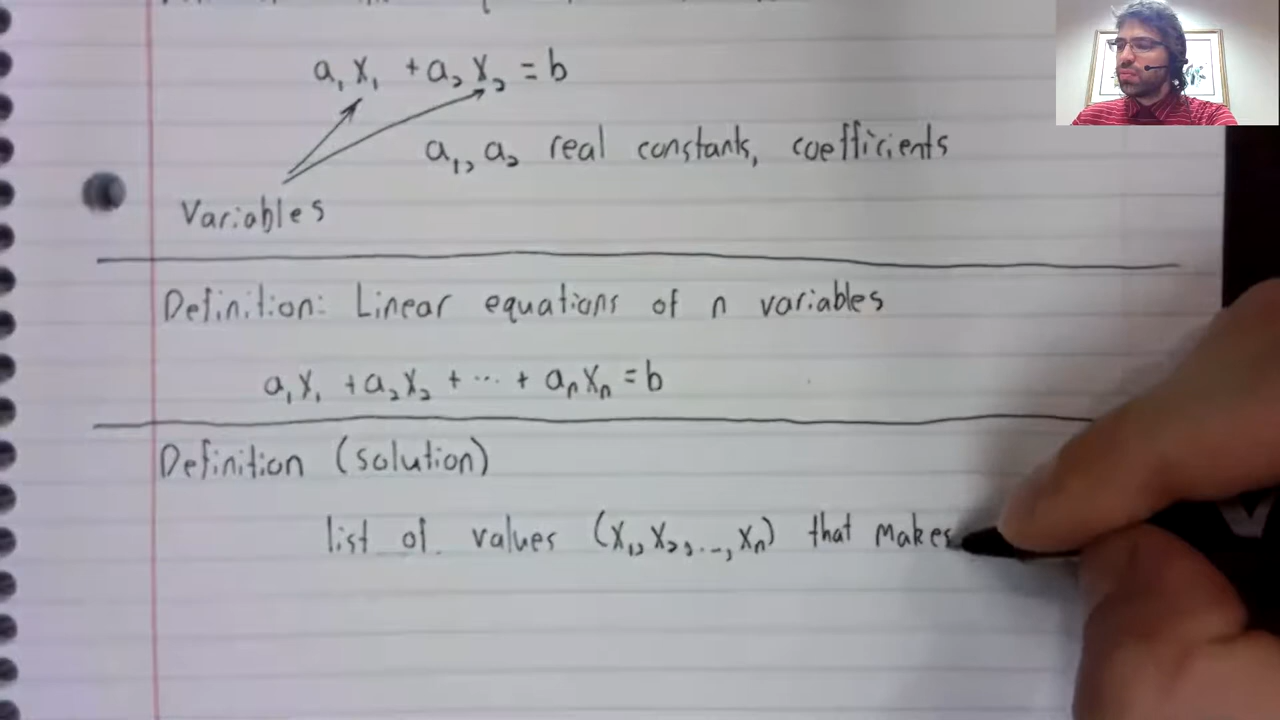 a₁x₁ + a₂x₂ = b
a₁, a₂ real constants, coefficients
Variables
Definition: Linear equations of n variables
a₁x₁ + a₂x₂ + ... + aₙxₙ = b
Definition (solution)
list of values (x₁, x₂, ..., xₙ) that makes